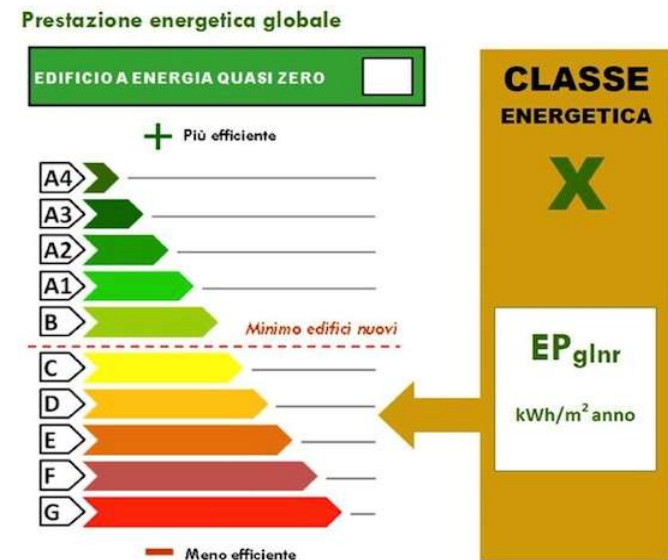 Prestazione energetica globale
EDIFICIO A ENERGIA QUASI ZERO
+ Più efficiente
A4
A3
A2
A1
B
Minimo edifici nuovi
C
D
E
F
G
Meno efficiente
CLASSE
ENERGETICA
X
EPglnr
kWh/m² anno